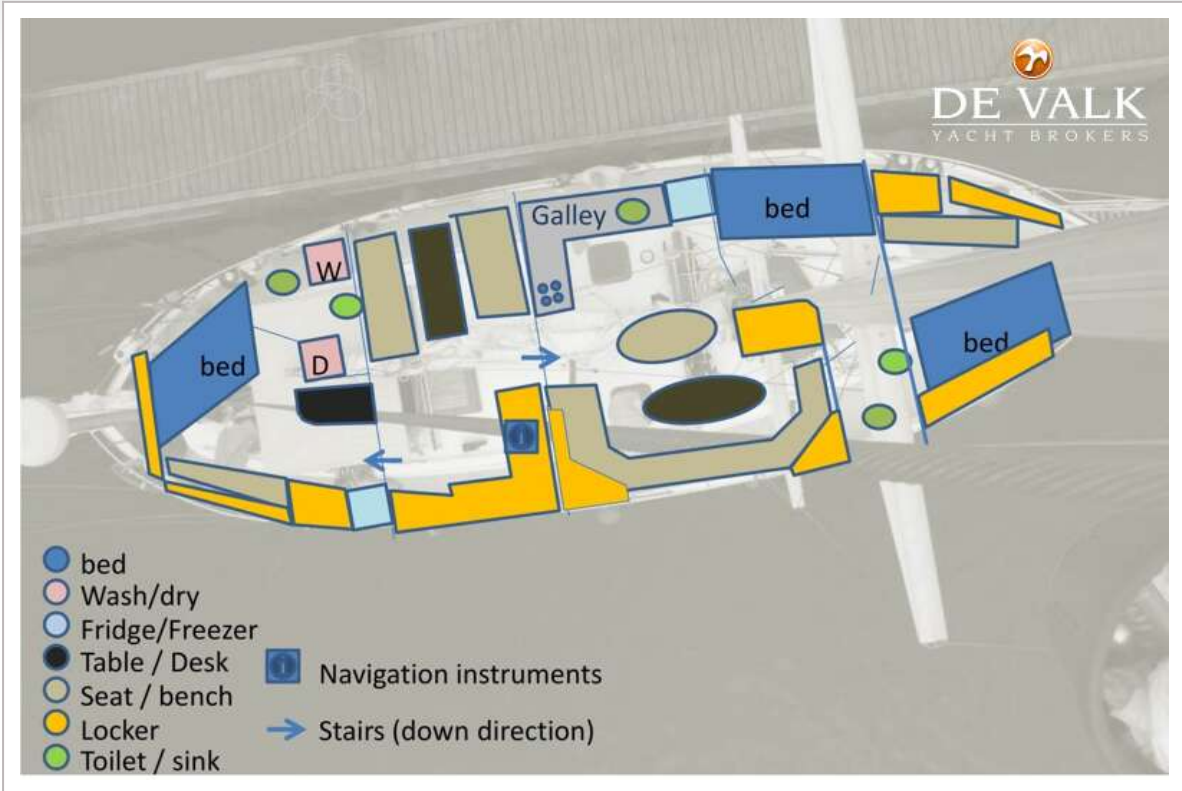 DE VALK
YACHT BROKERS
Galley
bed
W
bed
D
bed
bed
Wash/dry
Fridge/Freezer
Table / Desk
Seat / bench
Locker
Toilet / sink
i
Navigation instruments
Stairs (down direction)
i